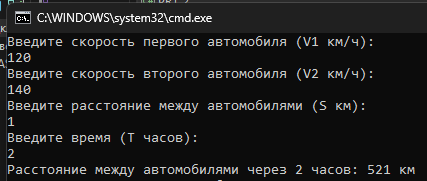 C:\WINDOWS\system32\cmd.exe
Введите скорость первого автомобиля (V1 км/ч):
120
Введите скорость второго автомобиля (V2 км/ч):
140
Введите расстояние между автомобилями (S км):
1
Введите время (T часов):
2
Расстояние между автомобилями через 2 часов: 521 км